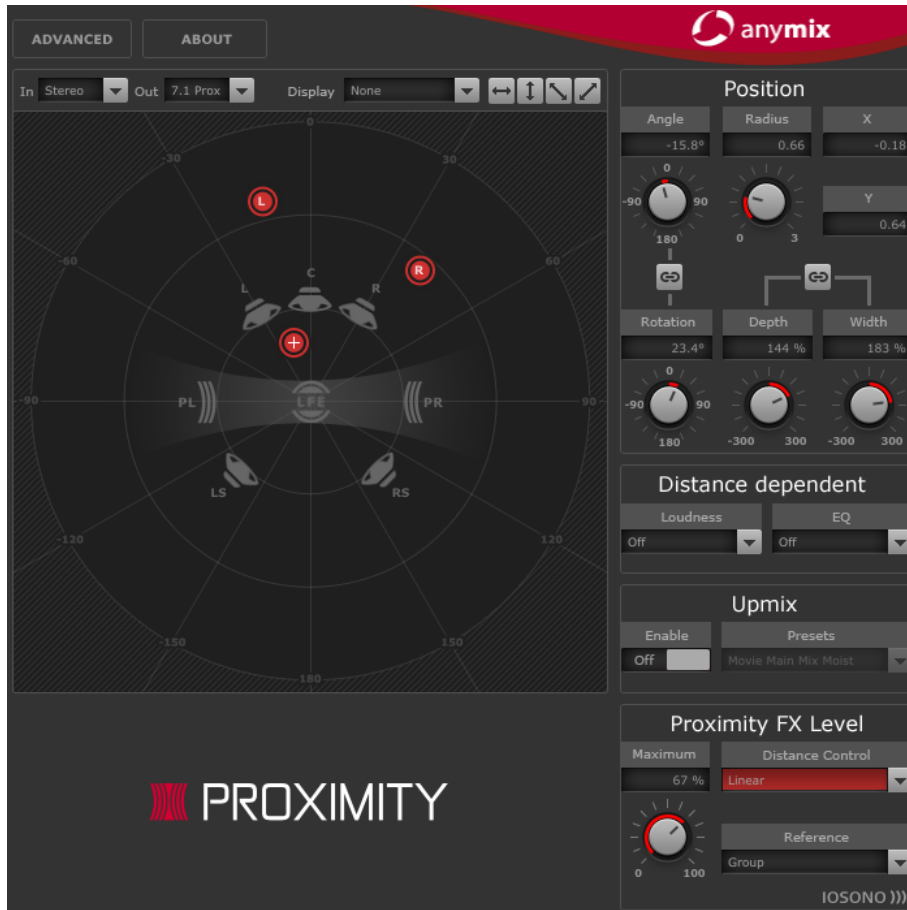 ADVANCED ABOUT anymix
In Stereo Out 7.1 Prox Display None
Position
Angle Radius X
-15.8° 0.66 -0.18
0
-90 90
180 0 3
Y
0.64
Rotation Depth Width
23.4° 144 % 183 %
0
-90 90
180 -300 300 -300 300
0
-30 30
L
R
-60 60
C
L R
-90 PL LFE PR 90
LS RS
-120 120
-150 150
180
Distance dependent
Loudness EQ
Off Off
Upmix
Enable Presets
Off Movie Main Mix Moist
Proximity FX Level
Maximum Distance Control
67 % Linear
0 100
Reference
Group
PROXIMITY
IOSONO